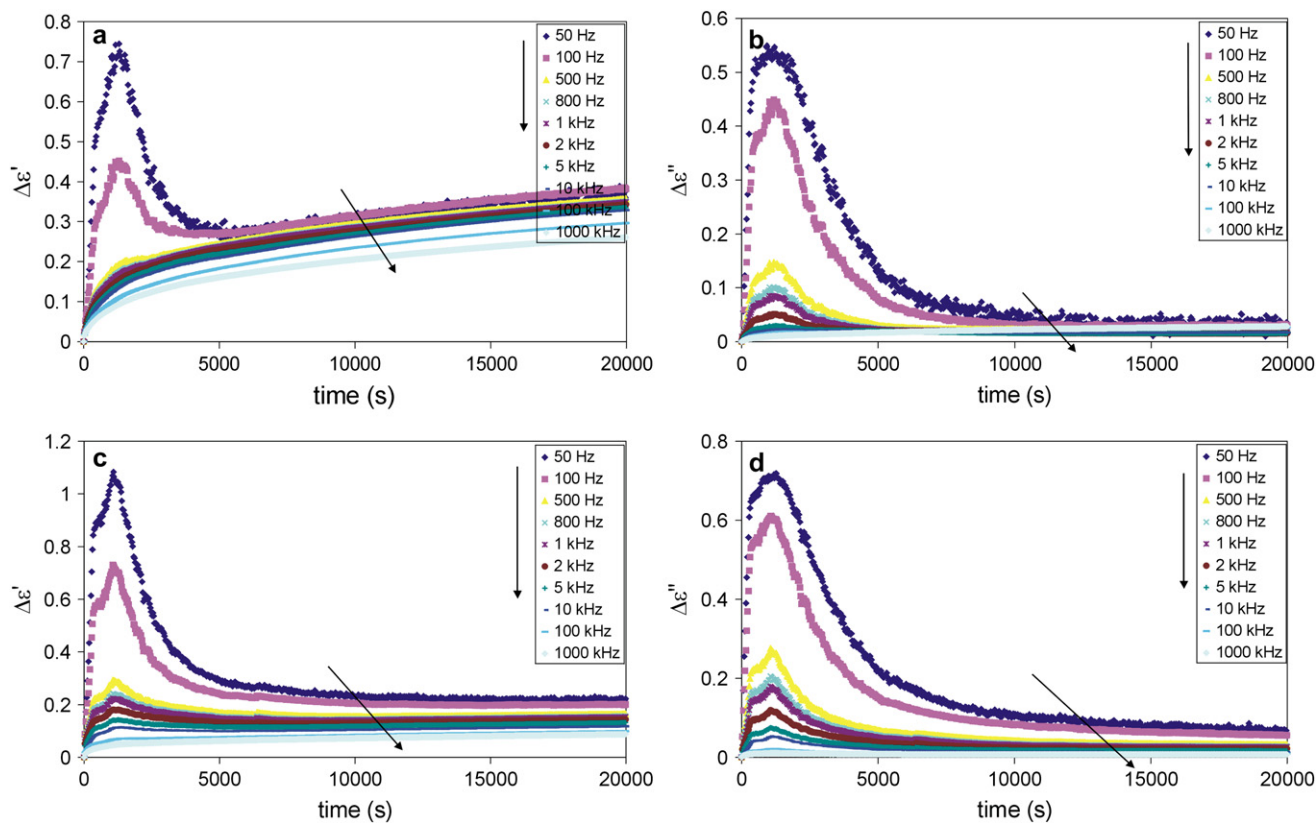 a
0.8
0.7
0.6
0.5
0.4
0.3
0.2
0.1
0
Δε'
0 5000 10000 15000 20000
time (s)
50 Hz
100 Hz
500 Hz
800 Hz
1 kHz
2 kHz
5 kHz
10 kHz
100 kHz
1000 kHz
b
0.6
0.5
0.4
0.3
0.2
0.1
0
Δε''
0 5000 10000 15000 20000
time (s)
50 Hz
100 Hz
500 Hz
800 Hz
1 kHz
2 kHz
5 kHz
10 kHz
100 kHz
1000 kHz
c
1.2
1
0.8
0.6
0.4
0.2
0
Δε'
0 5000 10000 15000 20000
time (s)
50 Hz
100 Hz
500 Hz
800 Hz
1 kHz
2 kHz
5 kHz
10 kHz
100 kHz
1000 kHz
d
0.8
0.6
0.4
0.2
0
Δε''
0 5000 10000 15000 20000
time (s)
50 Hz
100 Hz
500 Hz
800 Hz
1 kHz
2 kHz
5 kHz
10 kHz
100 kHz
1000 kHz